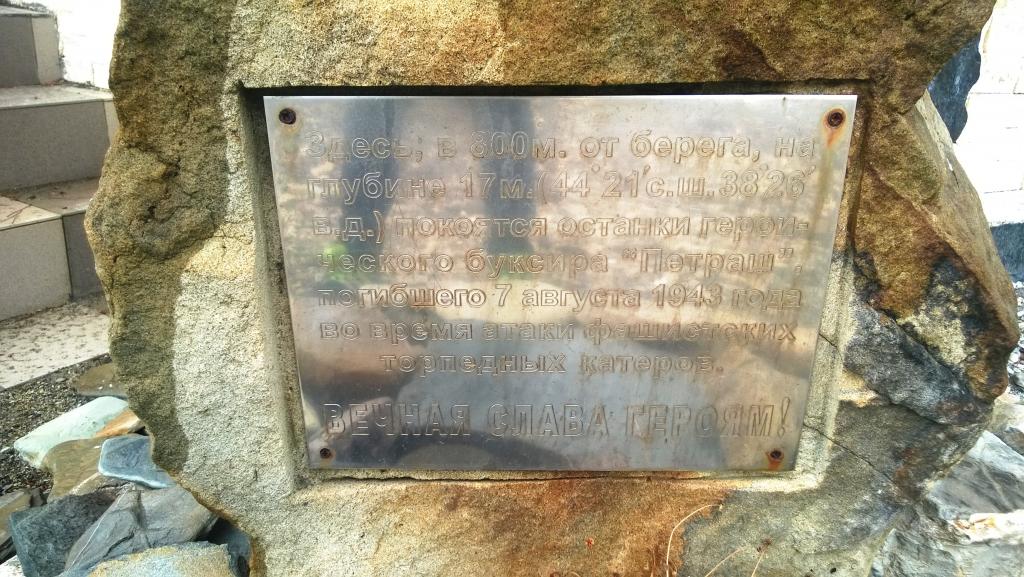 Здесь, в 800м. от берега, на
глубине 17м.(44°21'с.ш.38°26'
в.д.) покоятся останки герои-
ческого буксира "Петраш",
погибшего 7 августа 1943 года
во время атаки фашистских
торпедных катеров.
ВЕЧНАЯ СЛАВА ГЕРОЯМ!